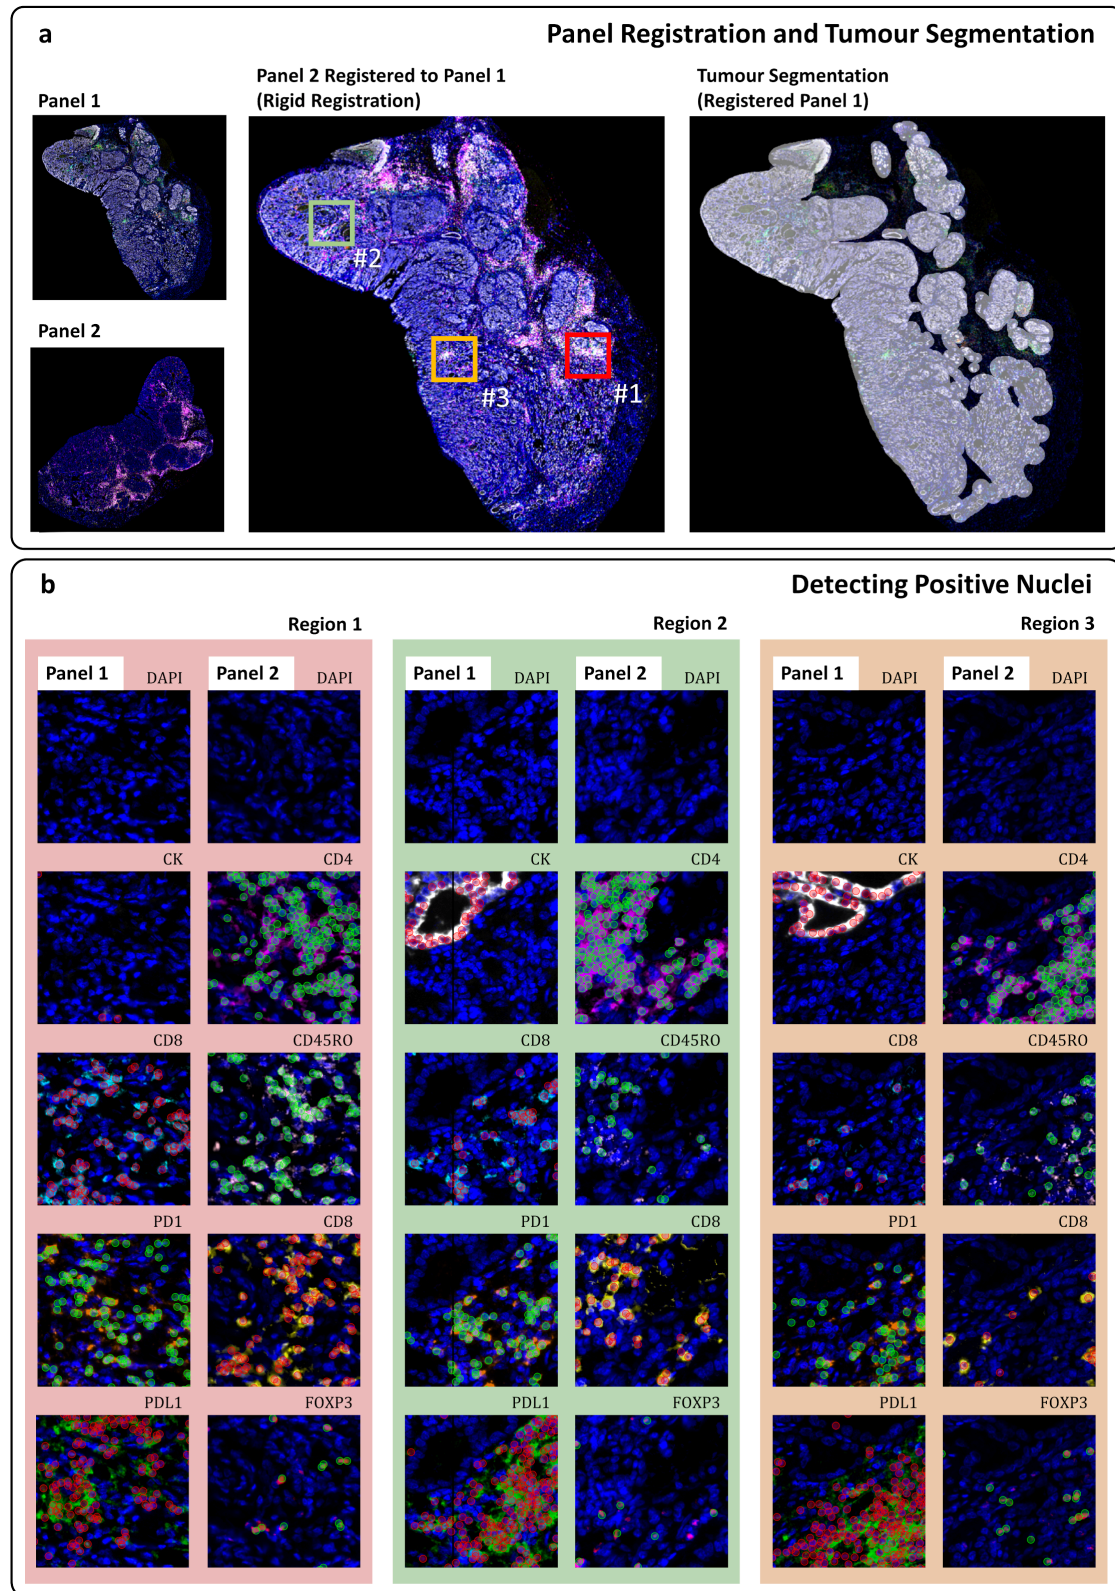 a
Panel Registration and Tumour Segmentation
Panel 1
Panel 2 Registered to Panel 1
(Rigid Registration)
Tumour Segmentation
(Registered Panel 1)
Panel 2
#2
#3
#1
b
Detecting Positive Nuclei
Region 1
Region 2
Region 3
Panel 1 DAPI Panel 2 DAPI Panel 1 DAPI Panel 2 DAPI Panel 1 DAPI Panel 2 DAPI
CK CD4 CK CD4 CK CD4
CD8 CD45RO CD8 CD45RO CD8 CD45RO
PD1 CD8 PD1 CD8 PD1 CD8
PDL1 FOXP3 PDL1 FOXP3 PDL1 FOXP3